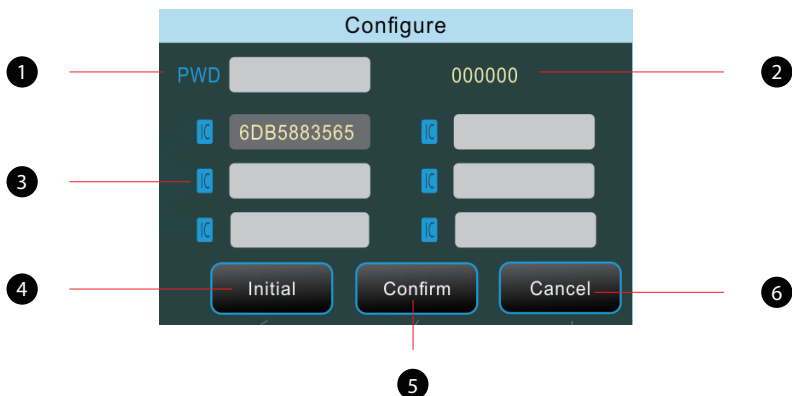 Configure
1 PWD 000000 2
IC 6DB5883565 IC
3 IC IC
IC IC
4 Initial Confirm Cancel 6
5